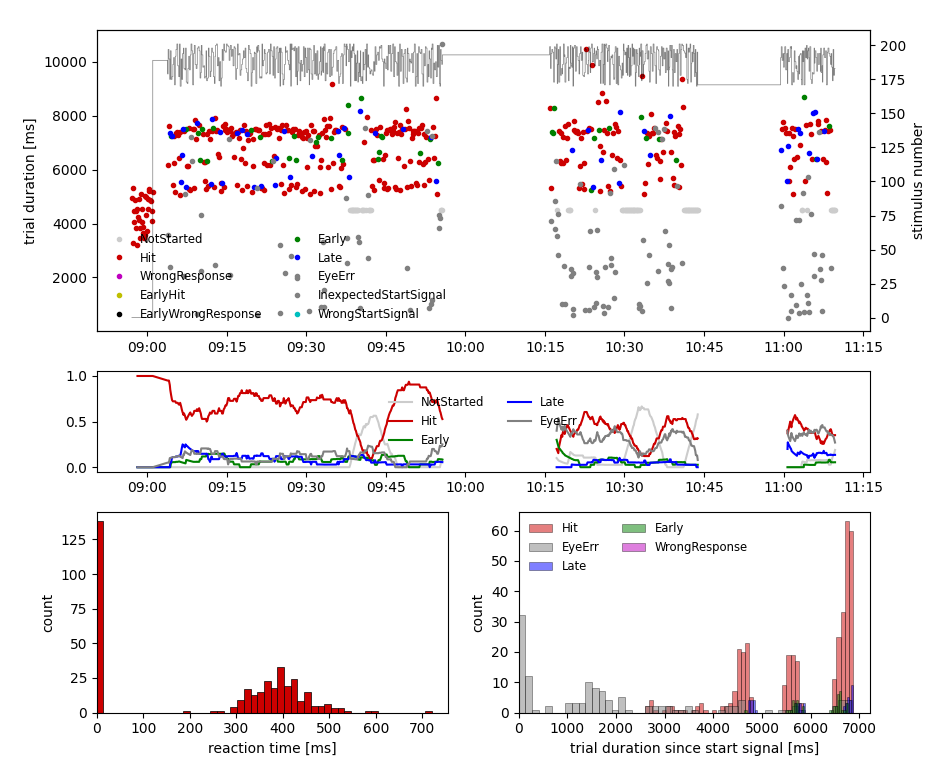 10000
8000
6000
4000
2000
trial duration [ms]
200
175
150
125
100
75
50
25
0
stimulus number
NotStarted
Hit
WrongResponse
EarlyHit
EarlyWrongResponse
Early
Late
EyeErr
InexpectedStartSignal
WrongStartSignal
09:00 09:15 09:30 09:45 10:00 10:15 10:30 10:45 11:00 11:15
1.0
0.5
0.0
NotStarted
Hit
Early
Late
EyeErr
09:00 09:15 09:30 09:45 10:00 10:15 10:30 10:45 11:00 11:15
125
100
75
50
25
0
count
0 100 200 300 400 500 600 700
reaction time [ms]
60
50
40
30
20
10
0
count
Hit
EyeErr
Late
Early
WrongResponse
0 1000 2000 3000 4000 5000 6000 7000
trial duration since start signal [ms]